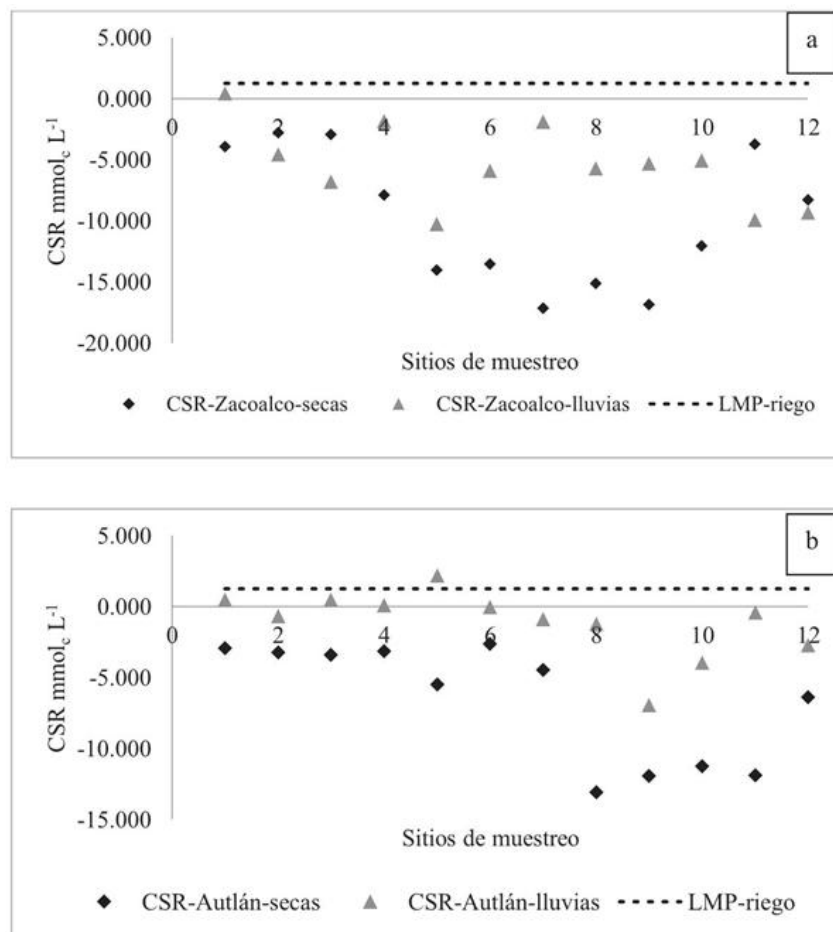 a
5.000
0.000
-5.000
-10.000
-15.000
-20.000
CSR mmolc L-1
0 2 4 6 8 10 12
Sitios de muestreo
CSR-Zacoalco-secas CSR-Zacoalco-lluvias LMP-riego
b
5.000
0.000
-5.000
-10.000
-15.000
CSR mmolc L-1
0 2 4 6 8 10 12
Sitios de muestreo
CSR-Autlán-secas CSR-Autlán-lluvias LMP-riego